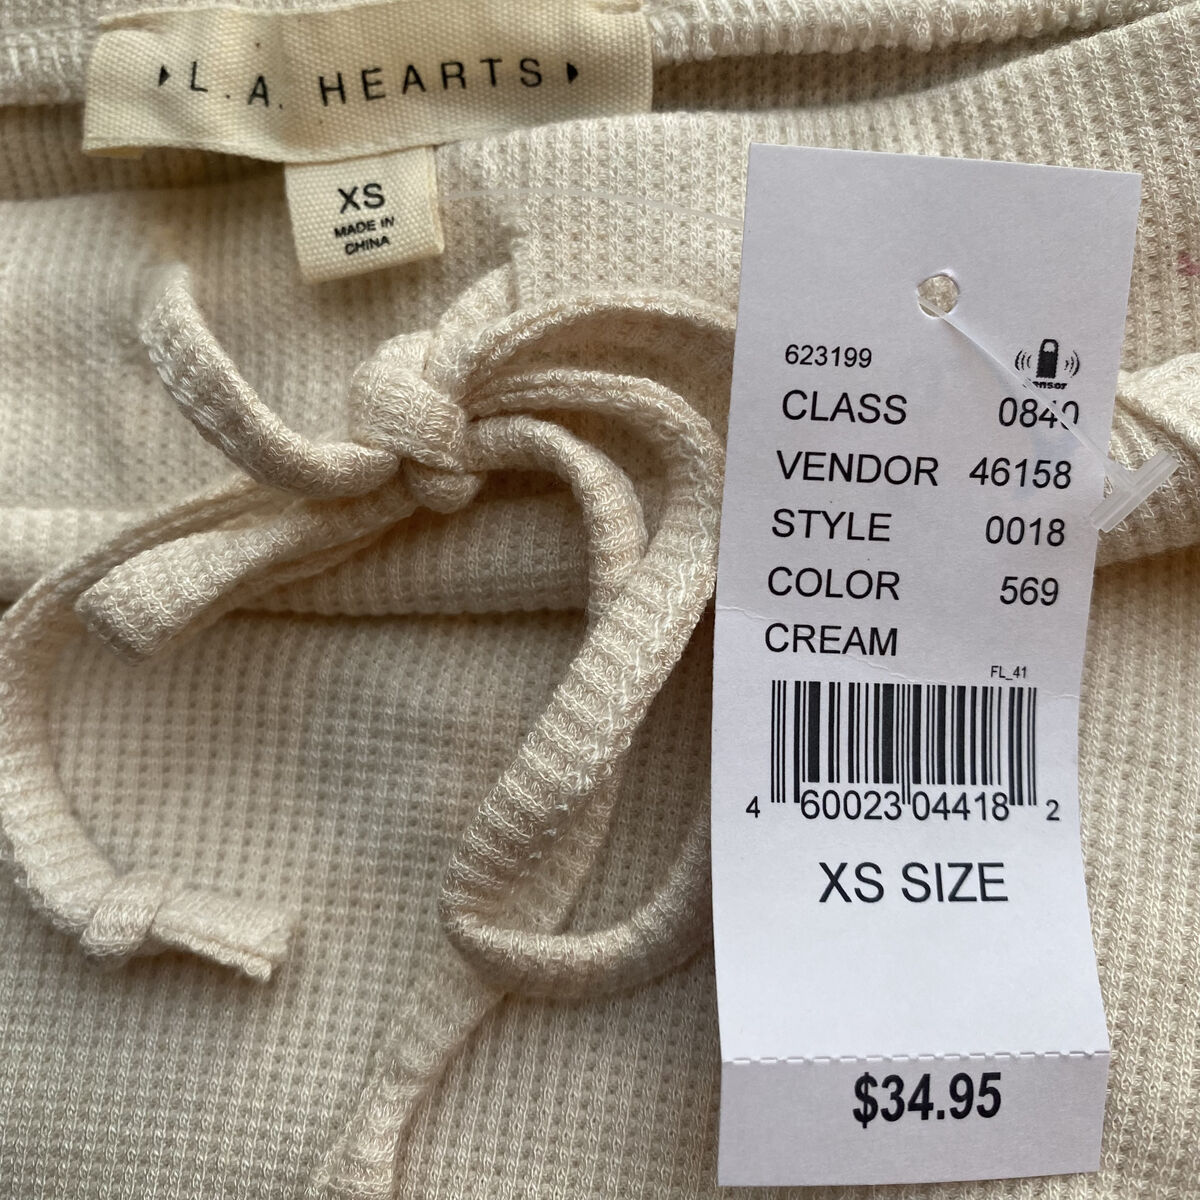 L.A. HEARTS
XS
MADE IN
CHINA
623199
sensor
CLASS 0840
VENDOR 46158
STYLE 0018
COLOR 569
CREAM
FL_41
4 60023 04418 2
XS SIZE
$34.95